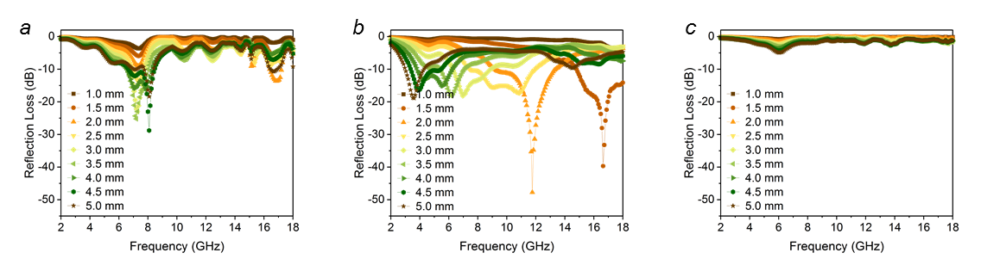 a
0
-10
-20
-30
-40
-50
Reflection Loss (dB)
1.0 mm
1.5 mm
2.0 mm
2.5 mm
3.0 mm
3.5 mm
4.0 mm
4.5 mm
5.0 mm
2 4 6 8 10 12 14 16 18
Frequency (GHz)
b
0
-10
-20
-30
-40
-50
Reflection Loss (dB)
1.0 mm
1.5 mm
2.0 mm
2.5 mm
3.0 mm
3.5 mm
4.0 mm
4.5 mm
5.0 mm
2 4 6 8 10 12 14 16 18
Frequency (GHz)
c
0
-10
-20
-30
-40
-50
Reflection Loss (dB)
1.0 mm
1.5 mm
2.0 mm
2.5 mm
3.0 mm
3.5 mm
4.0 mm
4.5 mm
5.0 mm
2 4 6 8 10 12 14 16 18
Frequency (GHz)